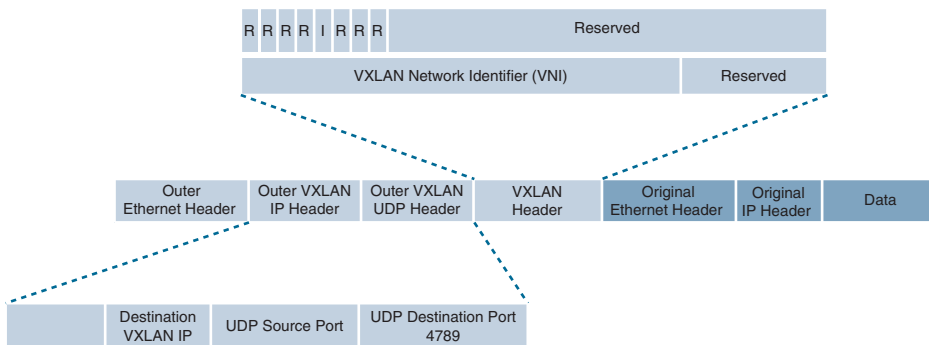 R R R R I R R R Reserved
VXLAN Network Identifier (VNI) Reserved
Outer
Ethernet Header
Outer VXLAN
IP Header
Outer VXLAN
UDP Header
VXLAN
Header
Original
Ethernet Header
Original
IP Header
Data
Destination
VXLAN IP
UDP Source Port
UDP Destination Port
4789